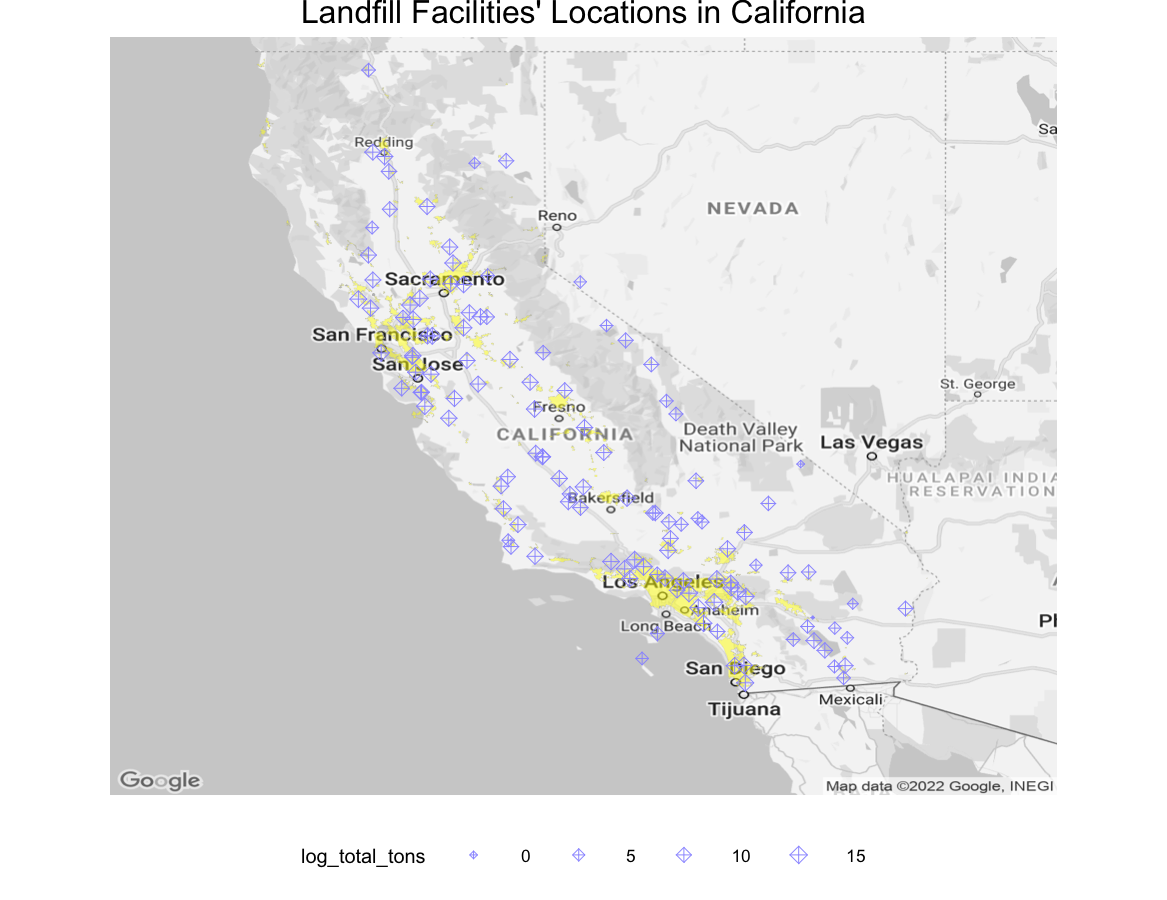 Landfill Facilities' Locations in California
Redding
Sa
Reno
NEVADA
Sacramento
San Francisco
San Jose
St. George
Fresno
CALIFORNIA
Death Valley
National Park
Las Vegas
HUALAPAI INDIA
RESERVATION
Bakersfield
Los Angeles
Anaheim
Long Beach
Ph
San Diego
Mexicali
Tijuana
Google
Map data ©2022 Google, INEGI
log_total_tons 0 5 10 15